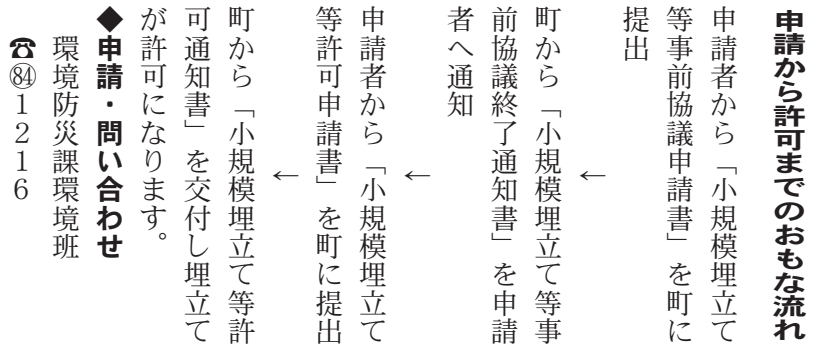 申請から許可までのおもな流れ
申請者から「小規模埋立て
等事前協議申請書」を町に
提出
←
町から「小規模埋立て等事
前協議終了通知書」を申請
者へ通知
←
申請者から「小規模埋立て
等許可申請書」を町に提出
←
町から「小規模埋立て等許
可通知書」を交付し埋立て
が許可になります。
◆申請・問い合わせ
環境防災課環境班
☎㊽1216